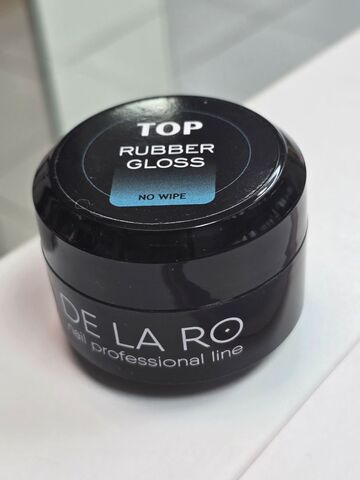 TOP
RUBBER
GLOSS
NO WIPE
DE LA RO
nail professional line